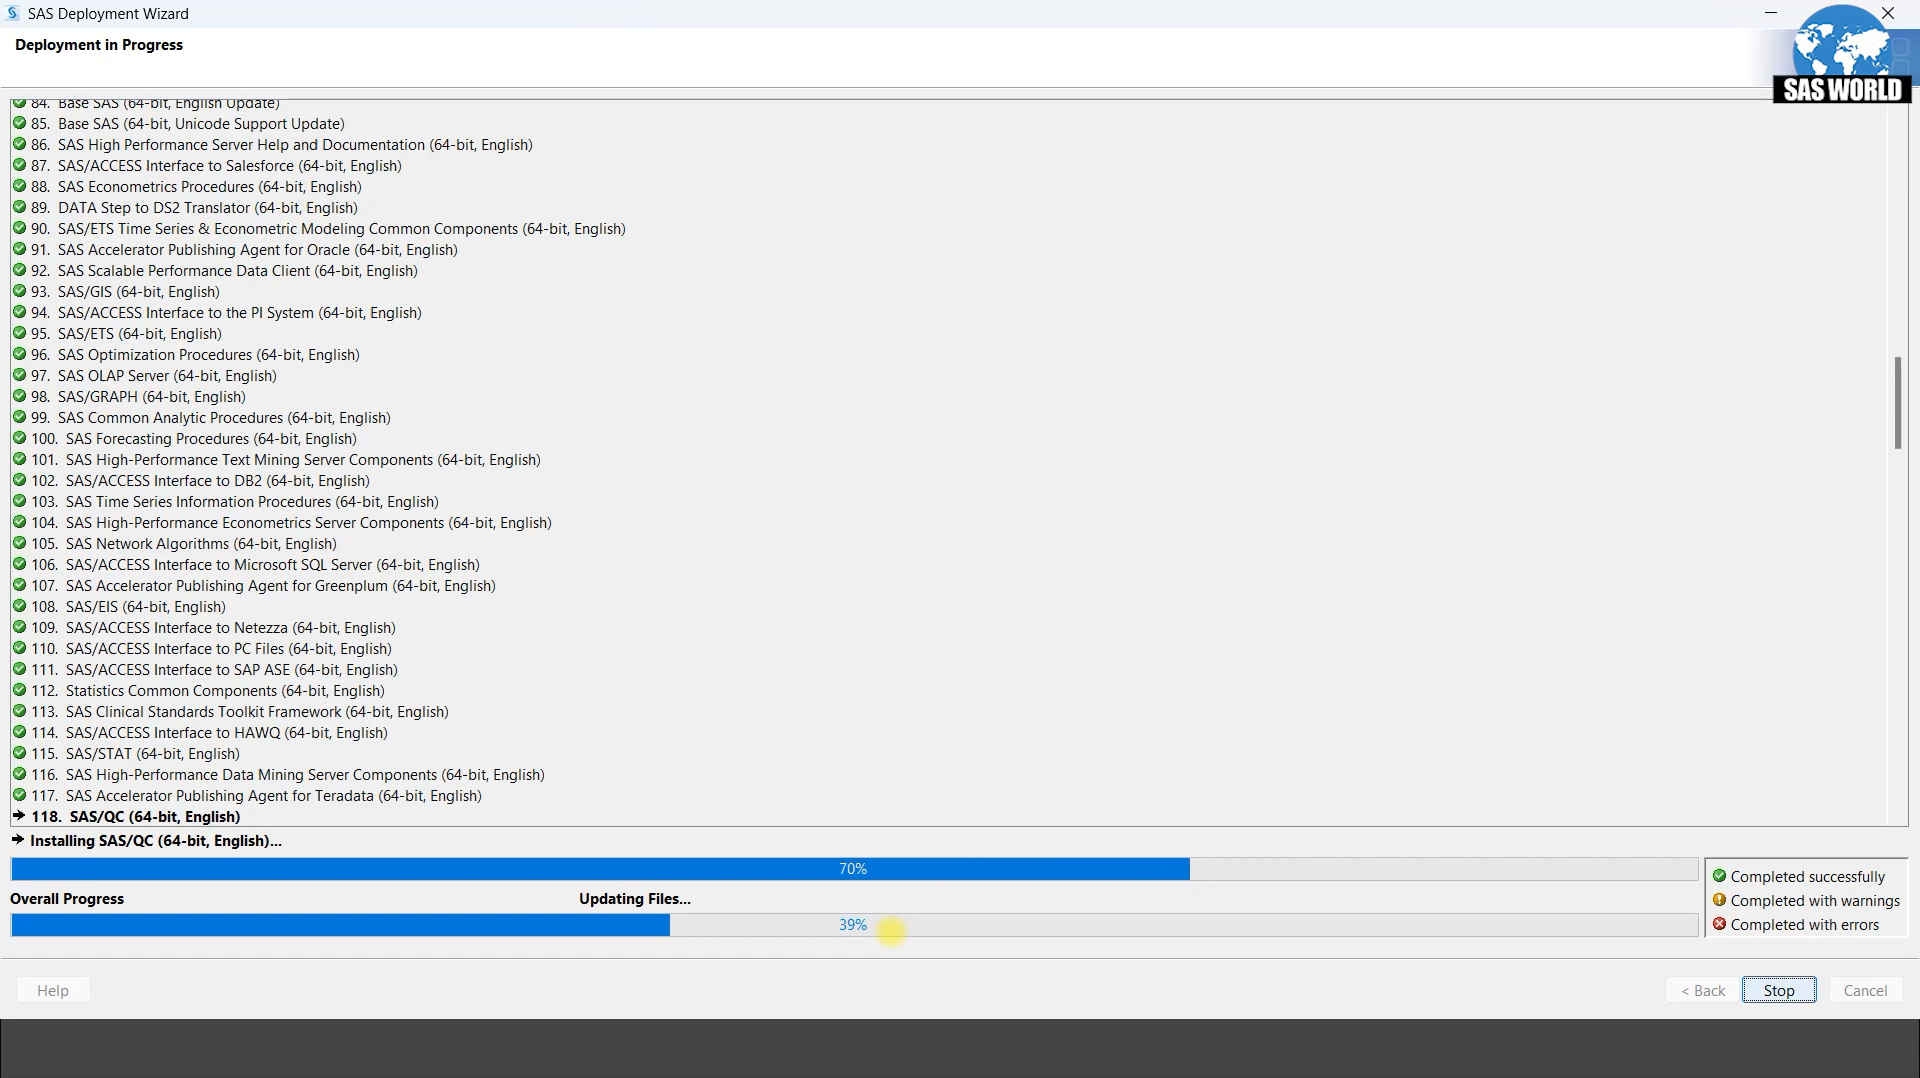 SAS Deployment Wizard
Deployment in Progress
SAS WORLD
84. Base SAS (64-bit, English Update)
85. Base SAS (64-bit, Unicode Support Update)
86. SAS High Performance Server Help and Documentation (64-bit, English)
87. SAS/ACCESS Interface to Salesforce (64-bit, English)
88. SAS Econometrics Procedures (64-bit, English)
89. DATA Step to DS2 Translator (64-bit, English)
90. SAS/ETS Time Series & Econometric Modeling Common Components (64-bit, English)
91. SAS Accelerator Publishing Agent for Oracle (64-bit, English)
92. SAS Scalable Performance Data Client (64-bit, English)
93. SAS/GIS (64-bit, English)
94. SAS/ACCESS Interface to the PI System (64-bit, English)
95. SAS/ETS (64-bit, English)
96. SAS Optimization Procedures (64-bit, English)
97. SAS OLAP Server (64-bit, English)
98. SAS/GRAPH (64-bit, English)
99. SAS Common Analytic Procedures (64-bit, English)
100. SAS Forecasting Procedures (64-bit, English)
101. SAS High-Performance Text Mining Server Components (64-bit, English)
102. SAS/ACCESS Interface to DB2 (64-bit, English)
103. SAS Time Series Information Procedures (64-bit, English)
104. SAS High-Performance Econometrics Server Components (64-bit, English)
105. SAS Network Algorithms (64-bit, English)
106. SAS/ACCESS Interface to Microsoft SQL Server (64-bit, English)
107. SAS Accelerator Publishing Agent for Greenplum (64-bit, English)
108. SAS/EIS (64-bit, English)
109. SAS/ACCESS Interface to Netezza (64-bit, English)
110. SAS/ACCESS Interface to PC Files (64-bit, English)
111. SAS/ACCESS Interface to SAP ASE (64-bit, English)
112. Statistics Common Components (64-bit, English)
113. SAS Clinical Standards Toolkit Framework (64-bit, English)
114. SAS/ACCESS Interface to HAWQ (64-bit, English)
115. SAS/STAT (64-bit, English)
116. SAS High-Performance Data Mining Server Components (64-bit, English)
117. SAS Accelerator Publishing Agent for Teradata (64-bit, English)
118. SAS/QC (64-bit, English)
Installing SAS/QC (64-bit, English)...
70%
Overall Progress Updating Files...
39%
Completed successfully
Completed with warnings
Completed with errors
Help < Back Stop Cancel